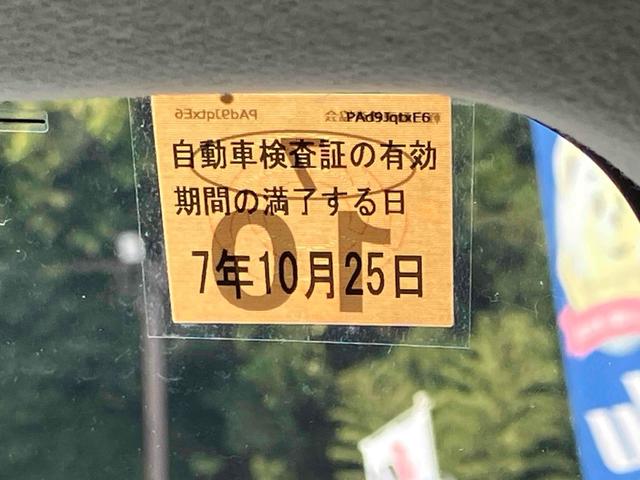 PAd9JqtxE6
自動車検査証の有効
期間の満了する日
7年10月25日